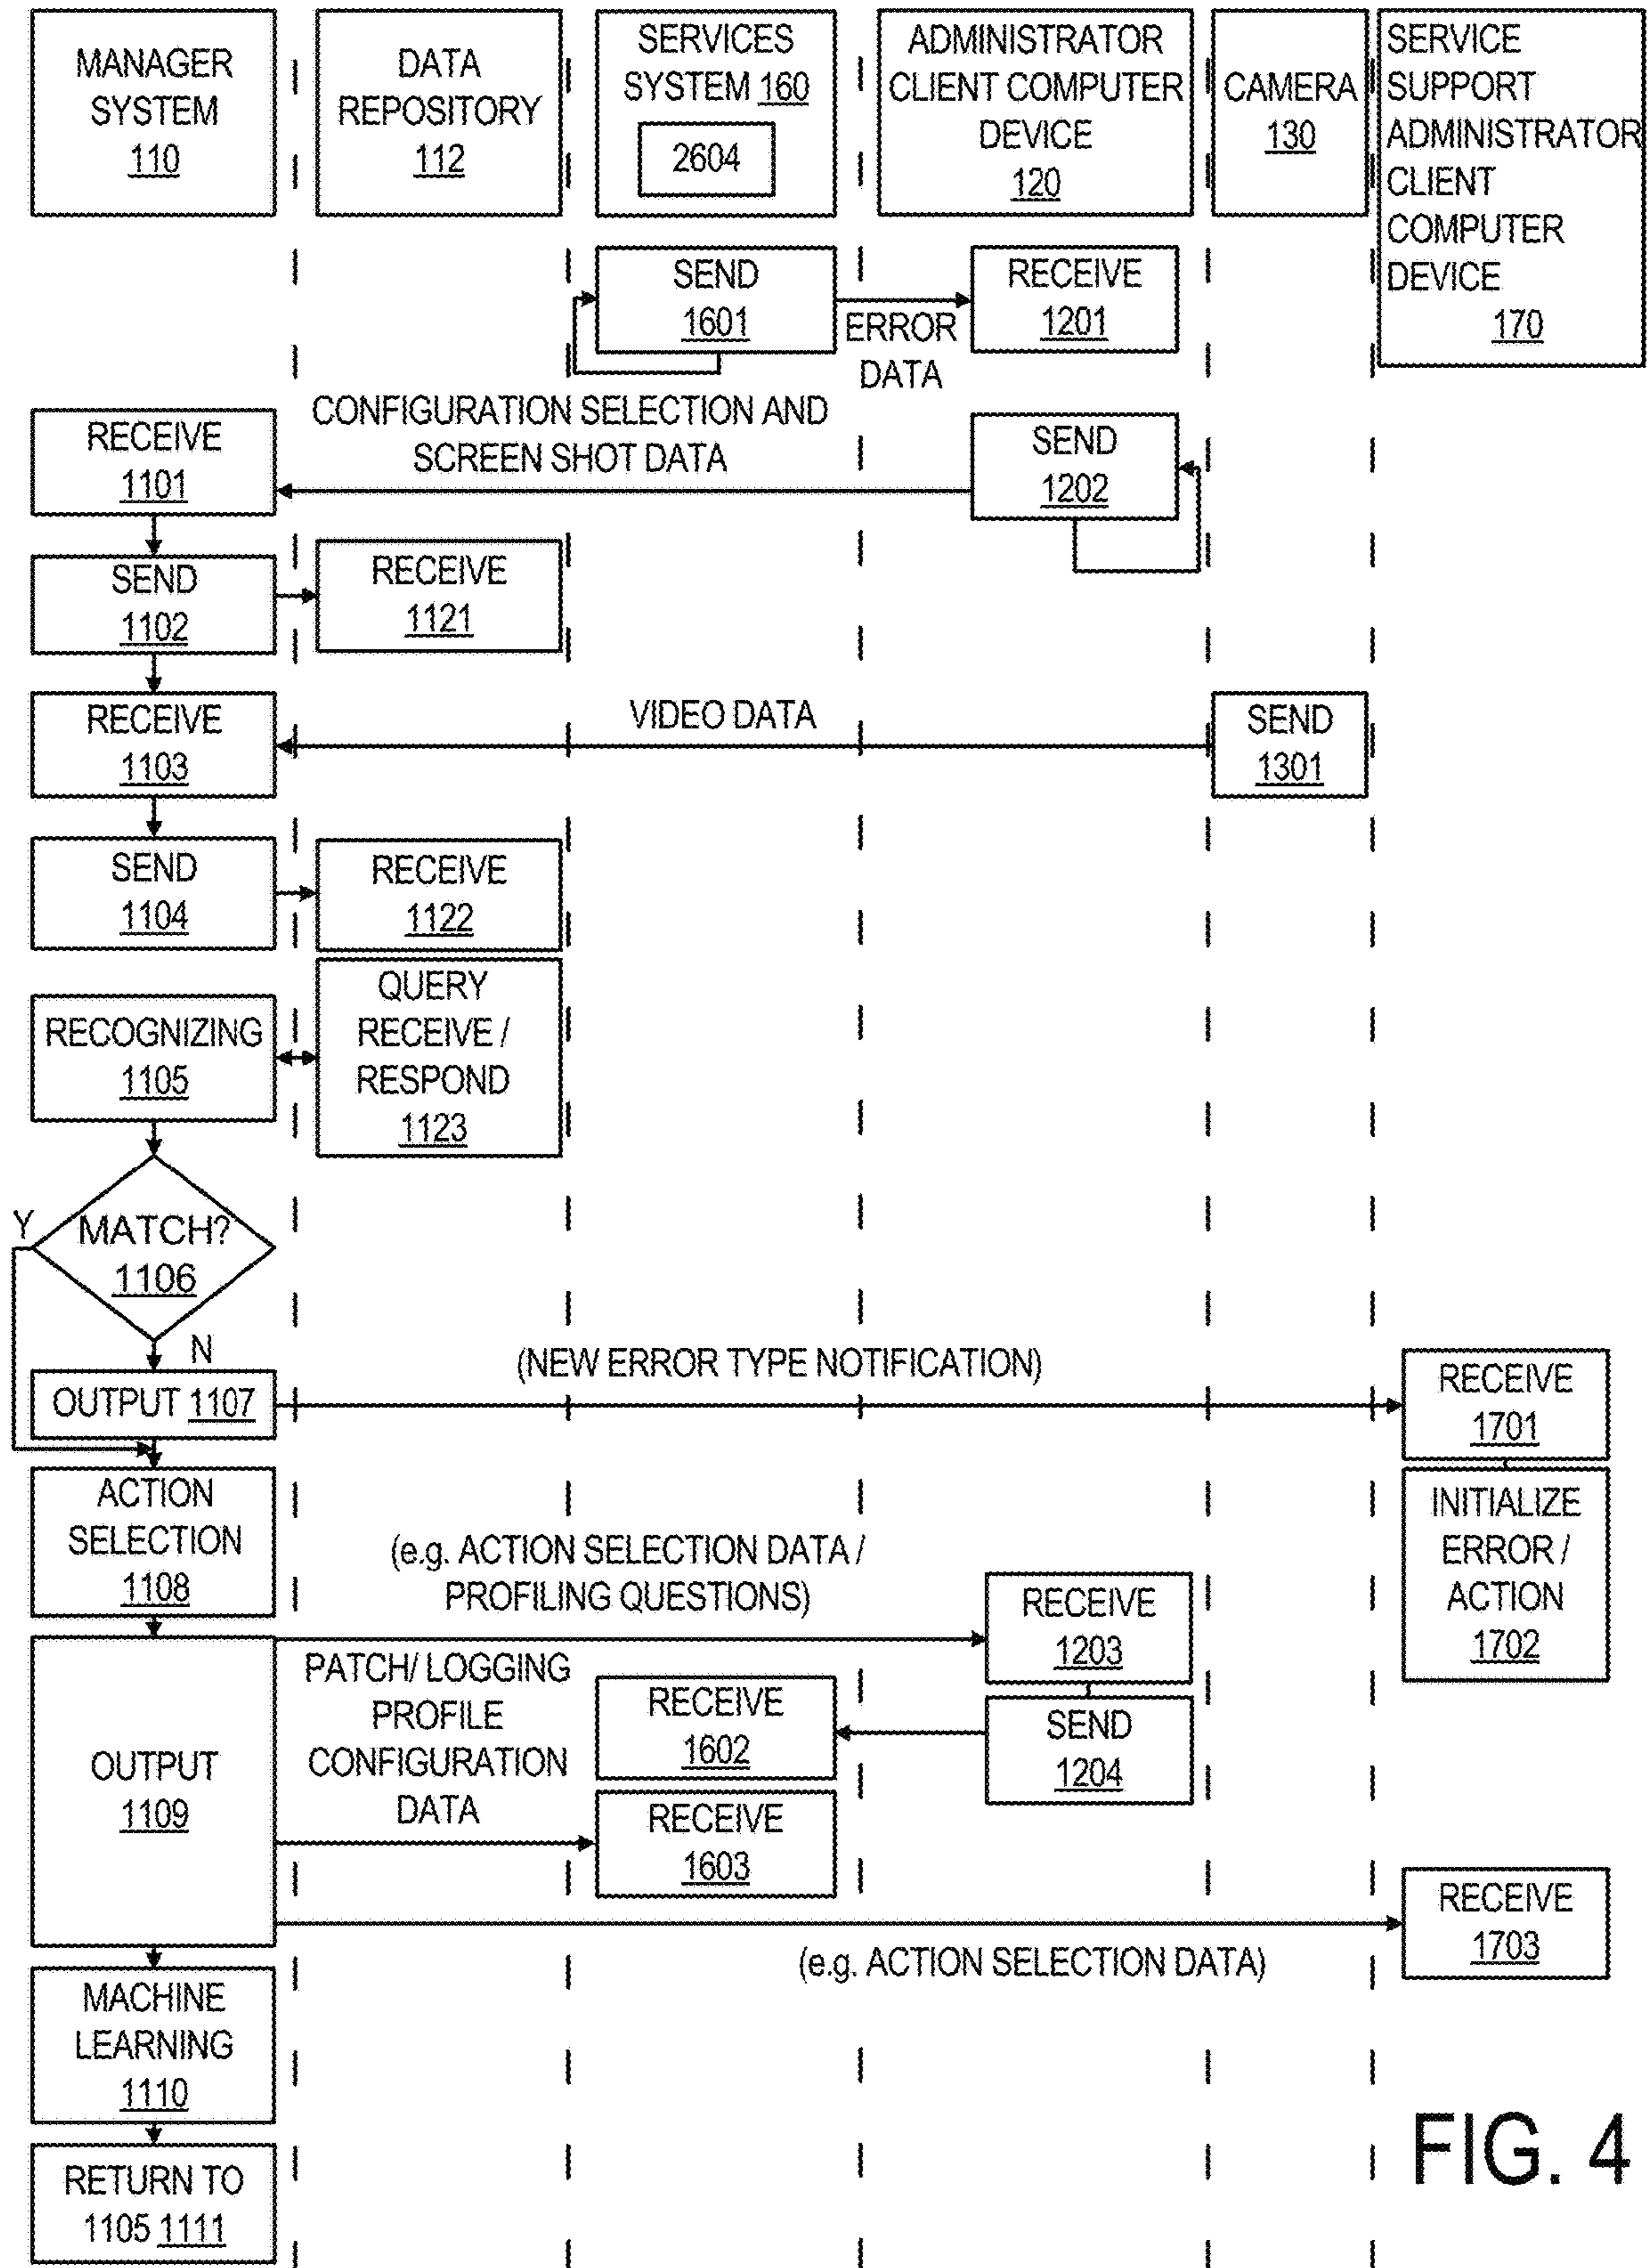 MANAGER
SYSTEM
110
DATA
REPOSITORY
112
SERVICES
SYSTEM 160
2604
ADMINISTRATOR
CLIENT COMPUTER
DEVICE
120
CAMERA
130
SERVICE
SUPPORT
ADMINISTRATOR
CLIENT
COMPUTER
DEVICE
170
SEND
1601
ERROR
DATA
RECEIVE
1201
RECEIVE
1101
CONFIGURATION SELECTION AND
SCREEN SHOT DATA
SEND
1202
SEND
1102
RECEIVE
1121
RECEIVE
1103
VIDEO DATA
SEND
1301
SEND
1104
RECEIVE
1122
RECOGNIZING
1105
QUERY
RECEIVE /
RESPOND
1123
Y
MATCH?
1106
N
OUTPUT 1107
(NEW ERROR TYPE NOTIFICATION)
RECEIVE
1701
ACTION
SELECTION
1108
INITIALIZE
ERROR /
ACTION
1702
(e.g. ACTION SELECTION DATA /
PROFILING QUESTIONS)
RECEIVE
1203
OUTPUT
1109
PATCH/ LOGGING
PROFILE
CONFIGURATION
DATA
RECEIVE
1602
SEND
1204
RECEIVE
1603
RECEIVE
1703
(e.g. ACTION SELECTION DATA)
MACHINE
LEARNING
1110
RETURN TO
1105 1111
FIG. 4